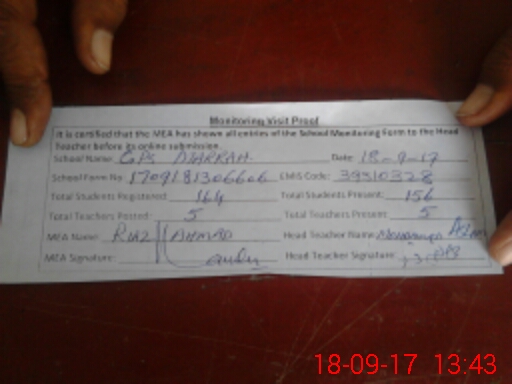 Monitoring Visit Proof
It is certified that the MEA has shown all entries of the School Monitoring Form to the Head
Teacher before its online submission.
School Name: GPS ATARRAH. Date: 18-9-17
School Form No 1709181306606 EMIS Code: 39310328
Total Students Registered: 164 Total Students Present: 156
Total Teachers Posted: 5 Total Teachers Present: 5
MEA Name: RIAZ AHMAD Head Teacher Name:
MEA Signature: Head Teacher Signature:
18-09-17 13:43